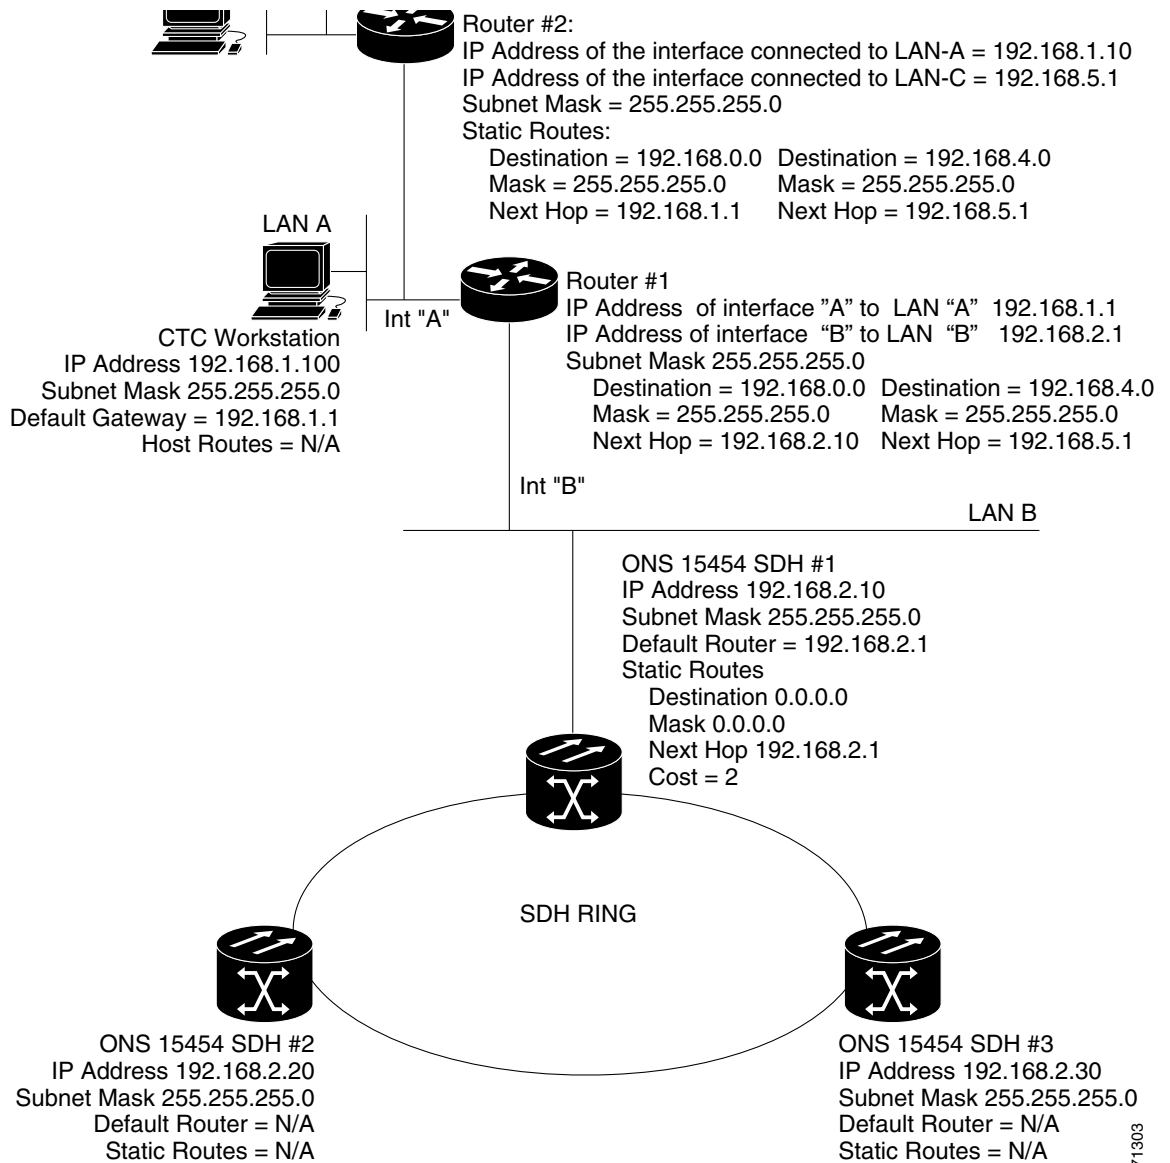 Router #2:
IP Address of the interface connected to LAN-A = 192.168.1.10
IP Address of the interface connected to LAN-C = 192.168.5.1
Subnet Mask = 255.255.255.0
Static Routes:
Destination = 192.168.0.0 Destination = 192.168.4.0
Mask = 255.255.255.0 Mask = 255.255.255.0
Next Hop = 192.168.1.1 Next Hop = 192.168.5.1
LAN A
Int "A"
CTC Workstation
IP Address 192.168.1.100
Subnet Mask 255.255.255.0
Default Gateway = 192.168.1.1
Host Routes = N/A
Router #1
IP Address of interface ”A” to LAN “A” 192.168.1.1
IP Address of interface “B” to LAN “B” 192.168.2.1
Subnet Mask 255.255.255.0
Destination = 192.168.0.0 Destination = 192.168.4.0
Mask = 255.255.255.0 Mask = 255.255.255.0
Next Hop = 192.168.2.10 Next Hop = 192.168.5.1
Int "B"
LAN B
ONS 15454 SDH #1
IP Address 192.168.2.10
Subnet Mask 255.255.255.0
Default Router = 192.168.2.1
Static Routes
Destination 0.0.0.0
Mask 0.0.0.0
Next Hop 192.168.2.1
Cost = 2
SDH RING
ONS 15454 SDH #2
IP Address 192.168.2.20
Subnet Mask 255.255.255.0
Default Router = N/A
Static Routes = N/A
ONS 15454 SDH #3
IP Address 192.168.2.30
Subnet Mask 255.255.255.0
Default Router = N/A
Static Routes = N/A